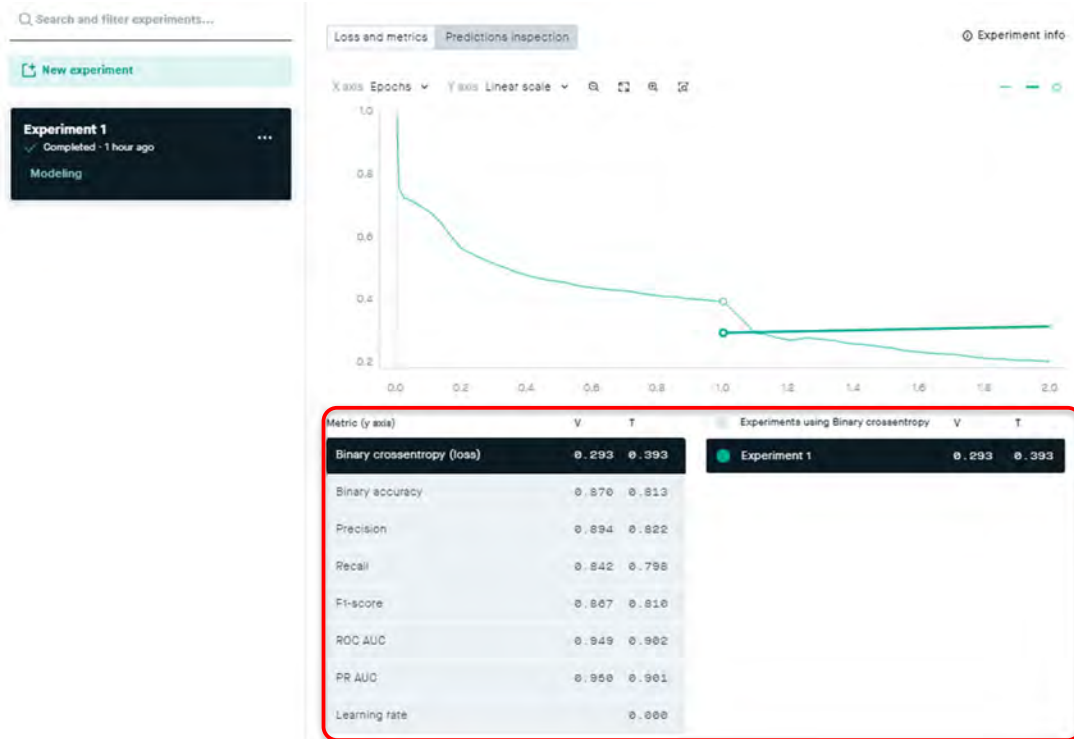 Search and filter experiments...
New experiment
Experiment 1
Completed - 1 hour ago
Modeling
Loss and metrics Predictions inspection
Experiment info
X axis Epochs Y axis Linear scale
1.0
0.8
0.6
0.4
0.2
0.0 0.2 0.4 0.6 0.8 1.0 1.2 1.4 1.6 1.8 2.0
Metric (y axis) V T
Binary crossentropy (loss) 0.293 0.393
Binary accuracy 0.870 0.813
Precision 0.894 0.822
Recall 0.842 0.798
F1-score 0.867 0.810
ROC AUC 0.949 0.902
PR AUC 0.950 0.901
Learning rate 0.000
Experiments using Binary crossentropy V T
Experiment 1 0.293 0.393